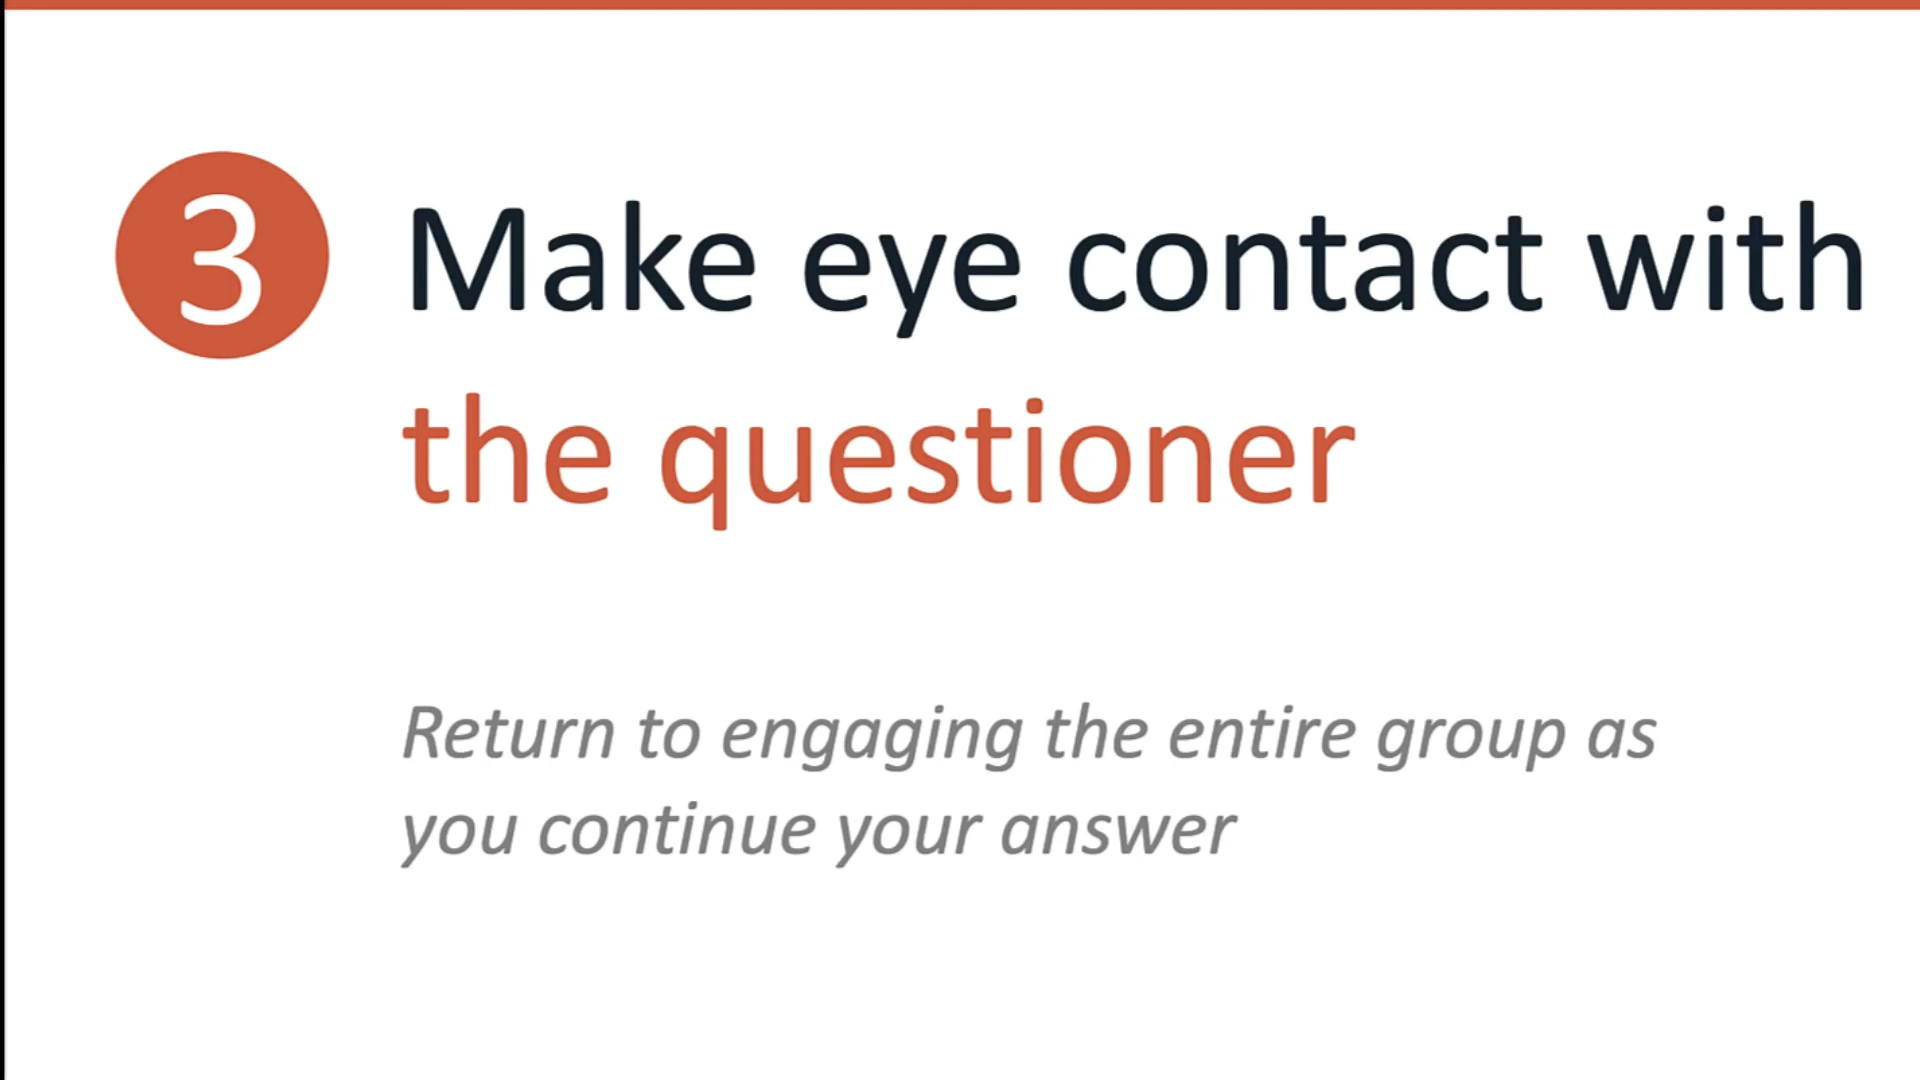 3
Make eye contact with
the questioner
Return to engaging the entire group as
you continue your answer